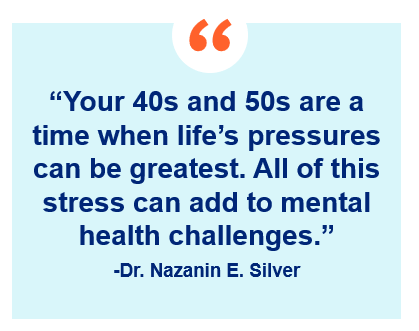 “Your 40s and 50s are a
time when life’s pressures
can be greatest. All of this
stress can add to mental
health challenges.”
-Dr. Nazanin E. Silver